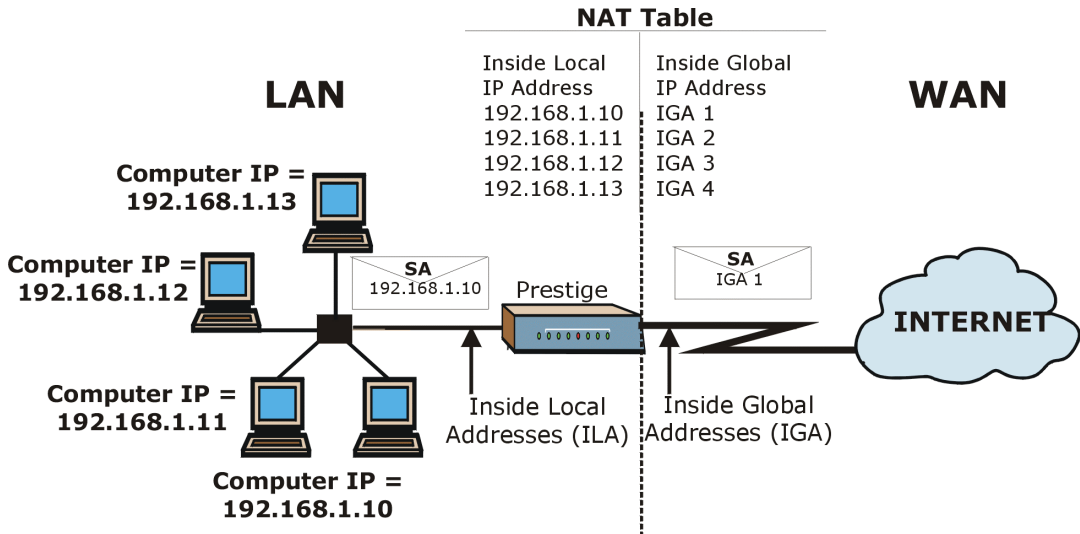 NAT Table
Inside Local
IP Address
192.168.1.10
192.168.1.11
192.168.1.12
192.168.1.13
Inside Global
IP Address
IGA 1
IGA 2
IGA 3
IGA 4
LAN
WAN
Computer IP =
192.168.1.13
Computer IP =
192.168.1.12
Computer IP =
192.168.1.11
Computer IP =
192.168.1.10
SA
192.168.1.10
Prestige
SA
IGA 1
INTERNET
Inside Local
Addresses (ILA)
Inside Global
Addresses (IGA)